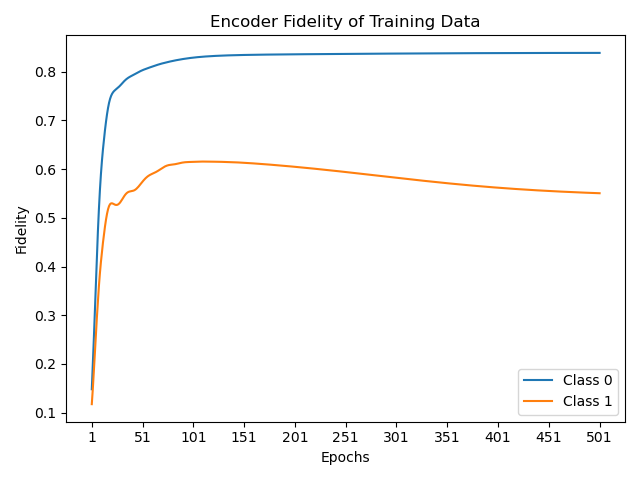 Encoder Fidelity of Training Data
Fidelity
0.8
0.7
0.6
0.5
0.4
0.3
0.2
0.1
1 51 101 151 201 251 301 351 401 451 501
Epochs
Class 0
Class 1